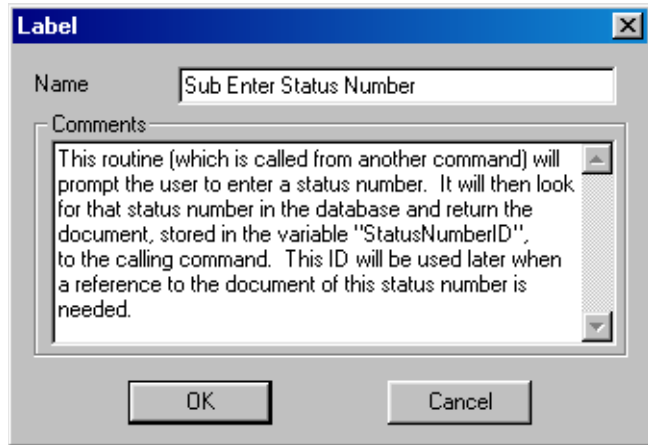 Label
Name
Sub Enter Status Number
Comments
This routine (which is called from another command) will
prompt the user to enter a status number.  It will then look
for that status number in the database and return the
document, stored in the variable "StatusNumberID",
to the calling command.  This ID will be used later when
a reference to the document of this status number is
needed.
OK
Cancel